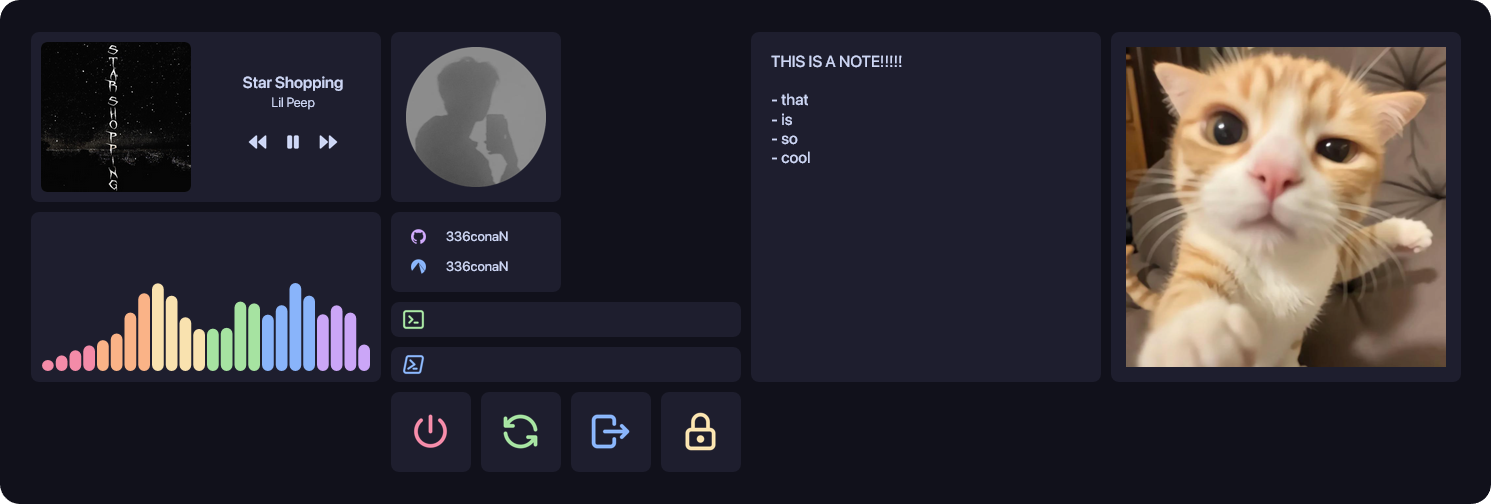 STAR SHOPPING
Star Shopping
Lil Peep
336conaN
336conaN
THIS IS A NOTE!!!!!
- that
- is
- so
- cool